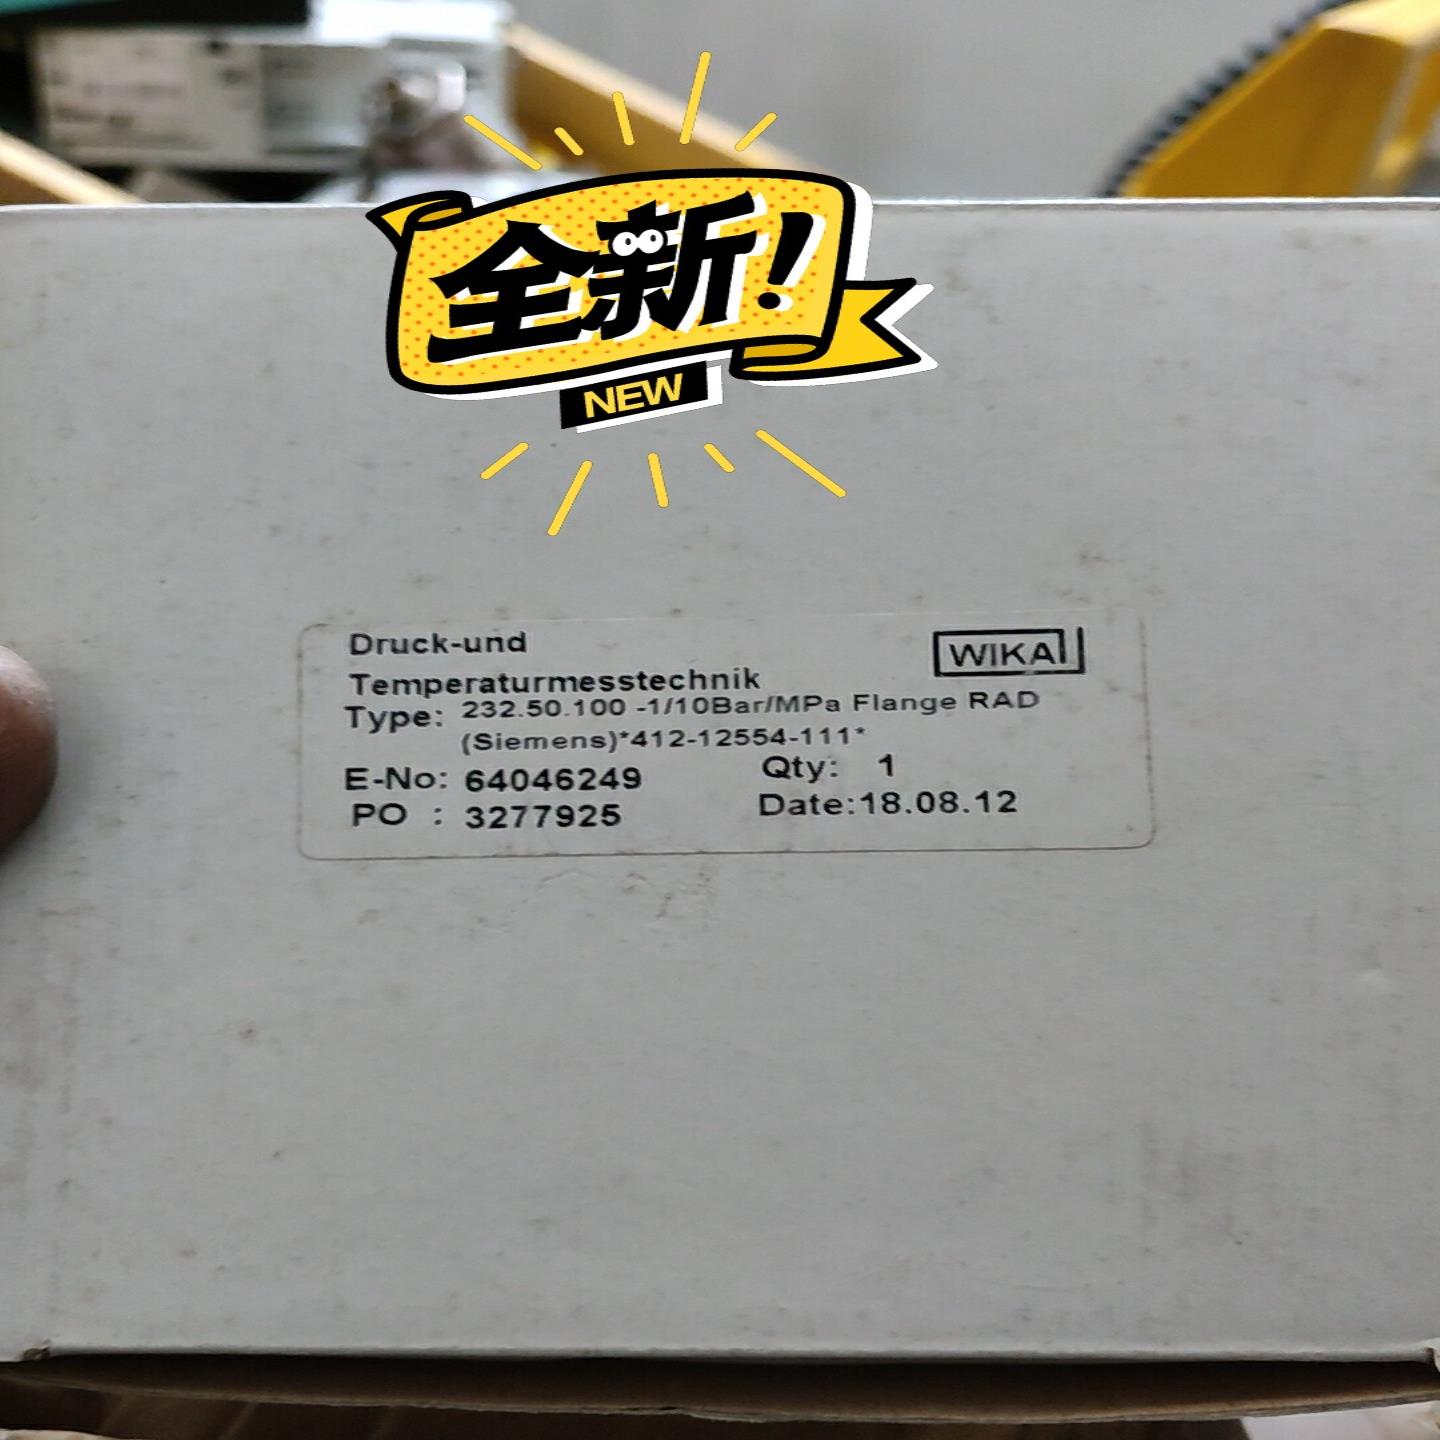 全新!
NEW
Druck-und
WIKA
Temperaturmesstechnik
Type: 232.50.100 -1/10Bar/MPa Flange RAD
(Siemens)*412-12554-111*
E-No: 64046249 Qty: 1
PO : 3277925 Date:18.08.12